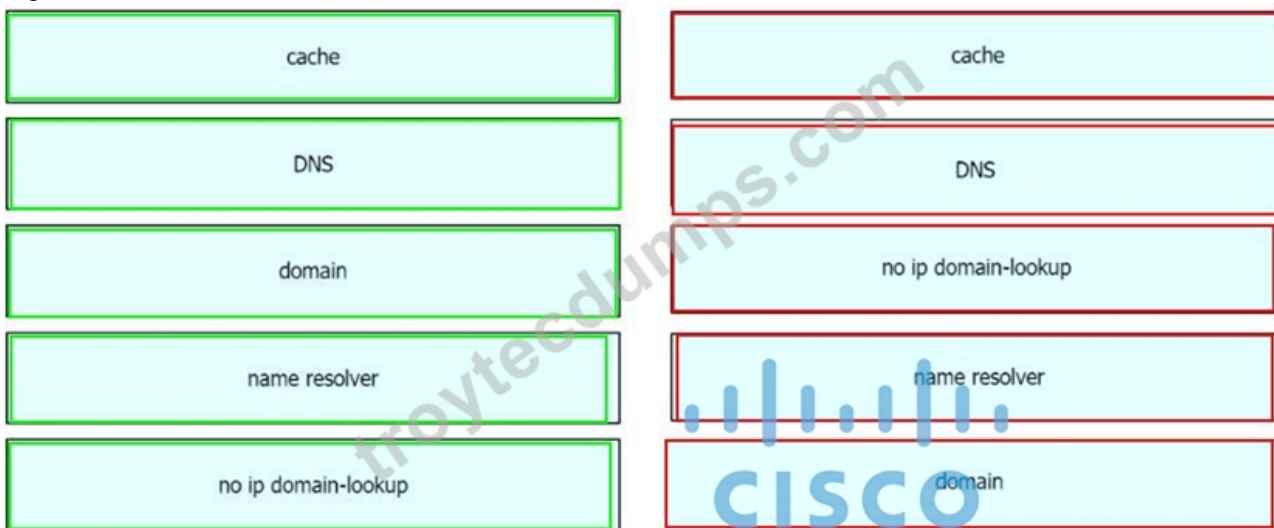 cache
DNS
domain
name resolver
no ip domain-lookup
cache
DNS
no ip domain-lookup
name resolver
domain
troytecdumps.com
CISCO